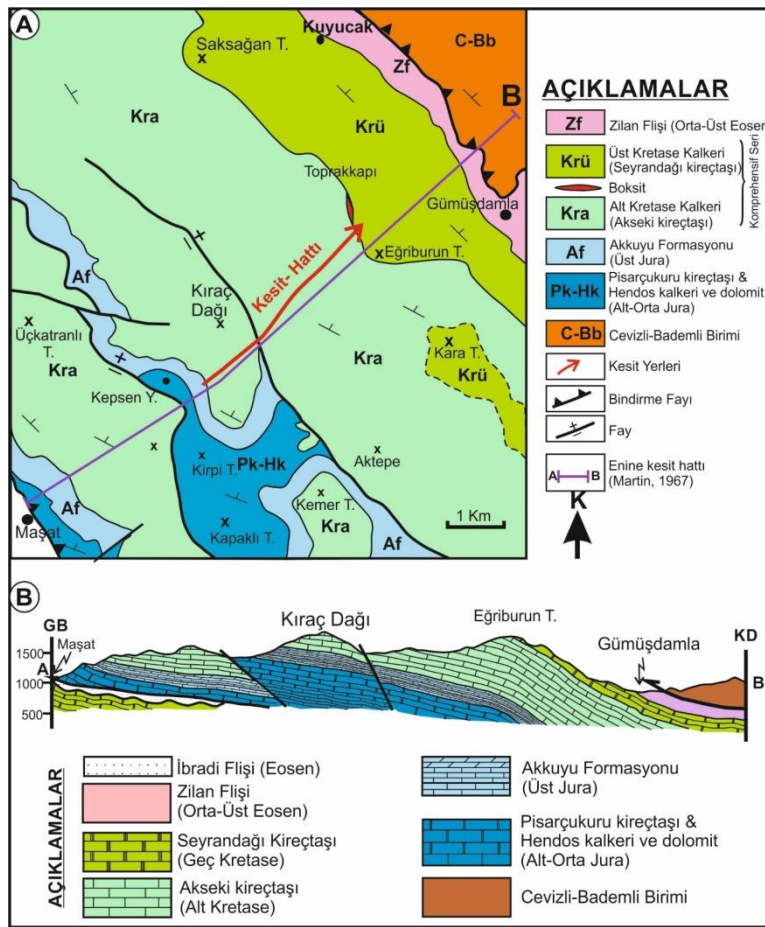 A
Saksağan T.
Kuyucak
Zf
C-Bb
B
Kra
Krü
Toprakkapı
Gümüşdamla
Eğriburun T.
Kesit- Hattı
Af
Kıraç
Dağı
Üçkatranlı
T.
Kra
Kepsen Y.
Kra
Kara T.
Krü
Pk-Hk
Kirpi T.
Aktepe
Kemer T.
Kra
Kapaklı T.
Af
Maşat
Af
1 Km
AÇIKLAMALAR
Zf Zilan Flişi (Orta-Üst Eosen)
Krü Üst Kretase Kalkeri
(Seyrandağı kireçtaşı)
Boksit
Kra Alt Kretase Kalkeri
(Akseki kireçtaşı)
Komprehensif Seri
Af Akkuyu Formasyonu
(Üst Jura)
Pk-Hk Pisarçukuru kireçtaşı &
Hendos kalkeri ve dolomit
(Alt-Orta Jura)
C-Bb Cevizli-Bademli Birimi
Kesit Yerleri
Bindirme Fayı
Fay
A B Enine kesit hattı
(Martin, 1967)
K
B
GB
Maşat
Kıraç Dağı
Eğriburun T.
Gümüşdamla
KD
1500
A
1000
500
B
AÇIKLAMALAR
İbradi Flişi (Eosen)
Zilan Flişi
(Orta-Üst Eosen)
Seyrandağı Kireçtaşı
(Geç Kretase)
Akseki kireçtaşı
(Alt Kretase)
Akkuyu Formasyonu
(Üst Jura)
Pisarçukuru kireçtaşı &
Hendos kalkeri ve dolomit
(Alt-Orta Jura)
Cevizli-Bademli Birimi